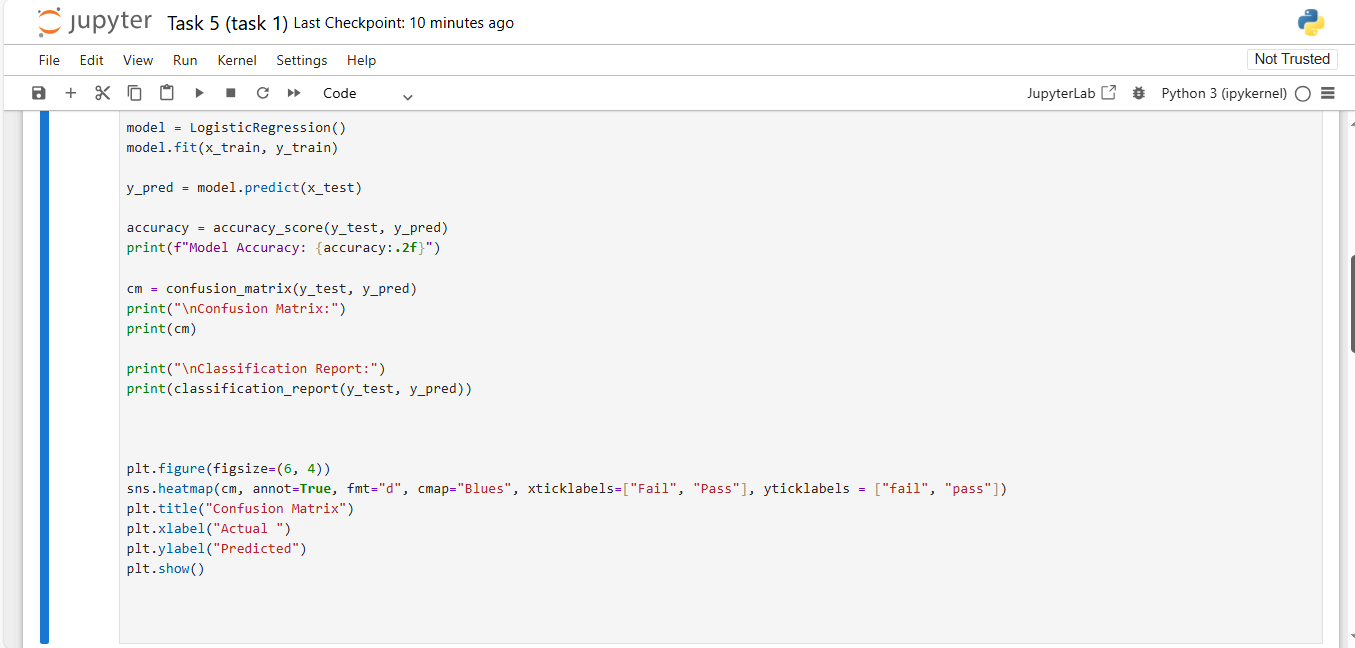 jupyter Task 5 (task 1) Last Checkpoint: 10 minutes ago
File Edit View Run Kernel Settings Help Not Trusted
Code JupyterLab Python 3 (ipykernel)
model = LogisticRegression()
model.fit(x_train, y_train)
y_pred = model.predict(x_test)
accuracy = accuracy_score(y_test, y_pred)
print(f"Model Accuracy: {accuracy:.2f}")
cm = confusion_matrix(y_test, y_pred)
print("\nConfusion Matrix:")
print(cm)
print("\nClassification Report:")
print(classification_report(y_test, y_pred))
plt.figure(figsize=(6, 4))
sns.heatmap(cm, annot=True, fmt="d", cmap="Blues", xticklabels=["Fail", "Pass"], yticklabels = ["fail", "pass"])
plt.title("Confusion Matrix")
plt.xlabel("Actual ")
plt.ylabel("Predicted")
plt.show()